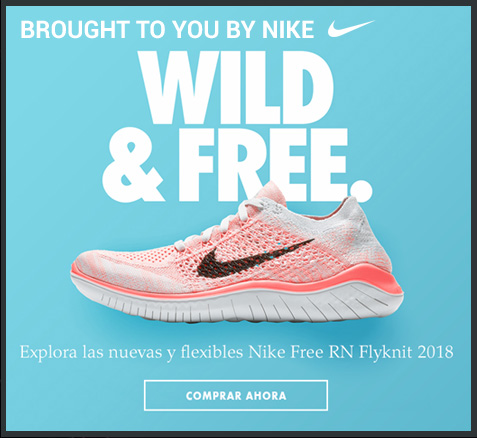 BROUGHT TO YOU BY NIKE
WILD
& FREE.
Explora las nuevas y flexibles Nike Free RN Flyknit 2018
COMPRAR AHORA